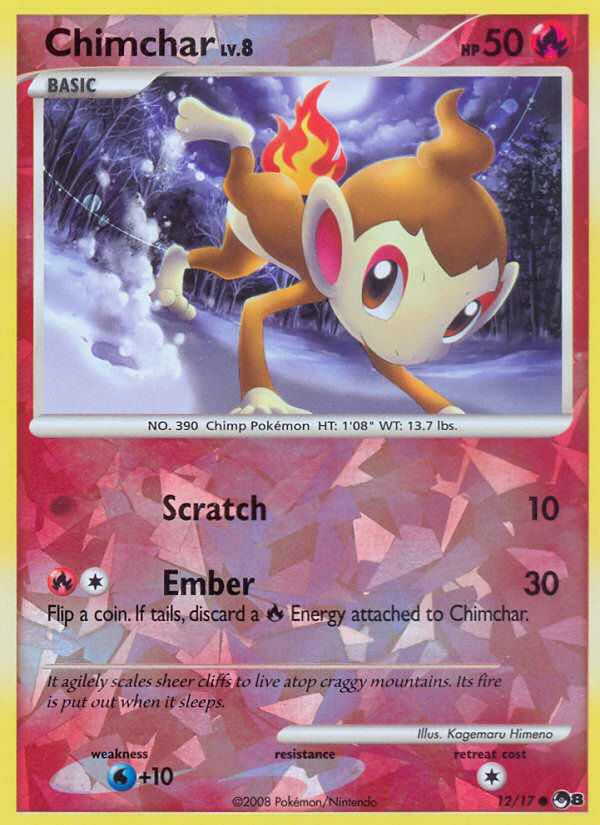 Chimchar LV.8 HP 50
BASIC
NO. 390 Chimp Pokémon HT: 1'08" WT: 13.7 lbs.
Scratch 10
Ember 30
Flip a coin. If tails, discard a Energy attached to Chimchar.
It agilely scales sheer cliffs to live atop craggy mountains. Its fire
is put out when it sleeps.
Illus. Kagemaru Himeno
weakness resistance retreat cost
+10
©2008 Pokémon/Nintendo 12/17 8